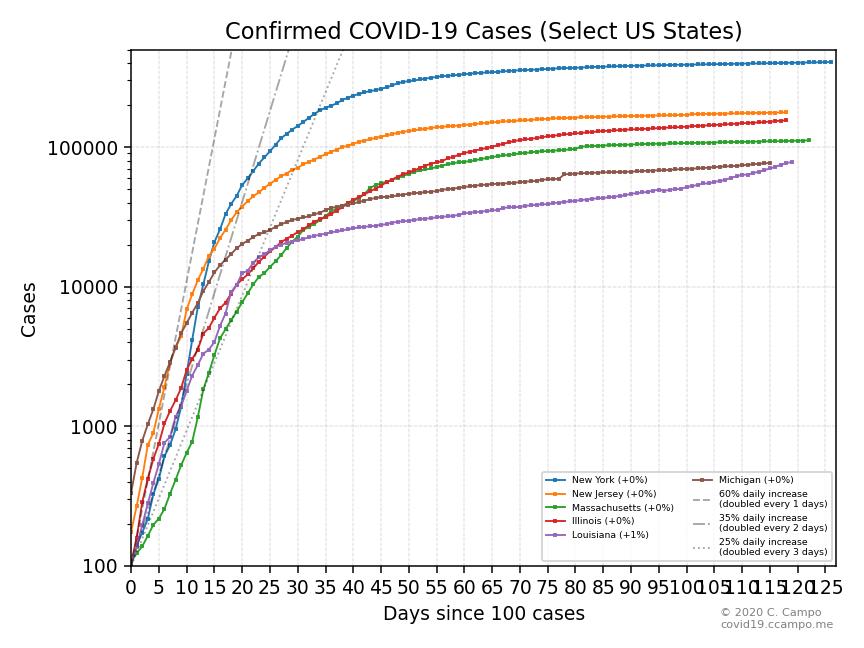 Confirmed COVID-19 Cases (Select US States)
Cases
100000
10000
1000
100
New York (+0%)
New Jersey (+0%)
Massachusetts (+0%)
Illinois (+0%)
Louisiana (+1%)
Michigan (+0%)
60% daily increase
(doubled every 1 days)
35% daily increase
(doubled every 2 days)
25% daily increase
(doubled every 3 days)
0 5 10 15 20 25 30 35 40 45 50 55 60 65 70 75 80 85 90 95 100 105 110 115 120 125
Days since 100 cases
© 2020 C. Campo
covid19.ccampo.me